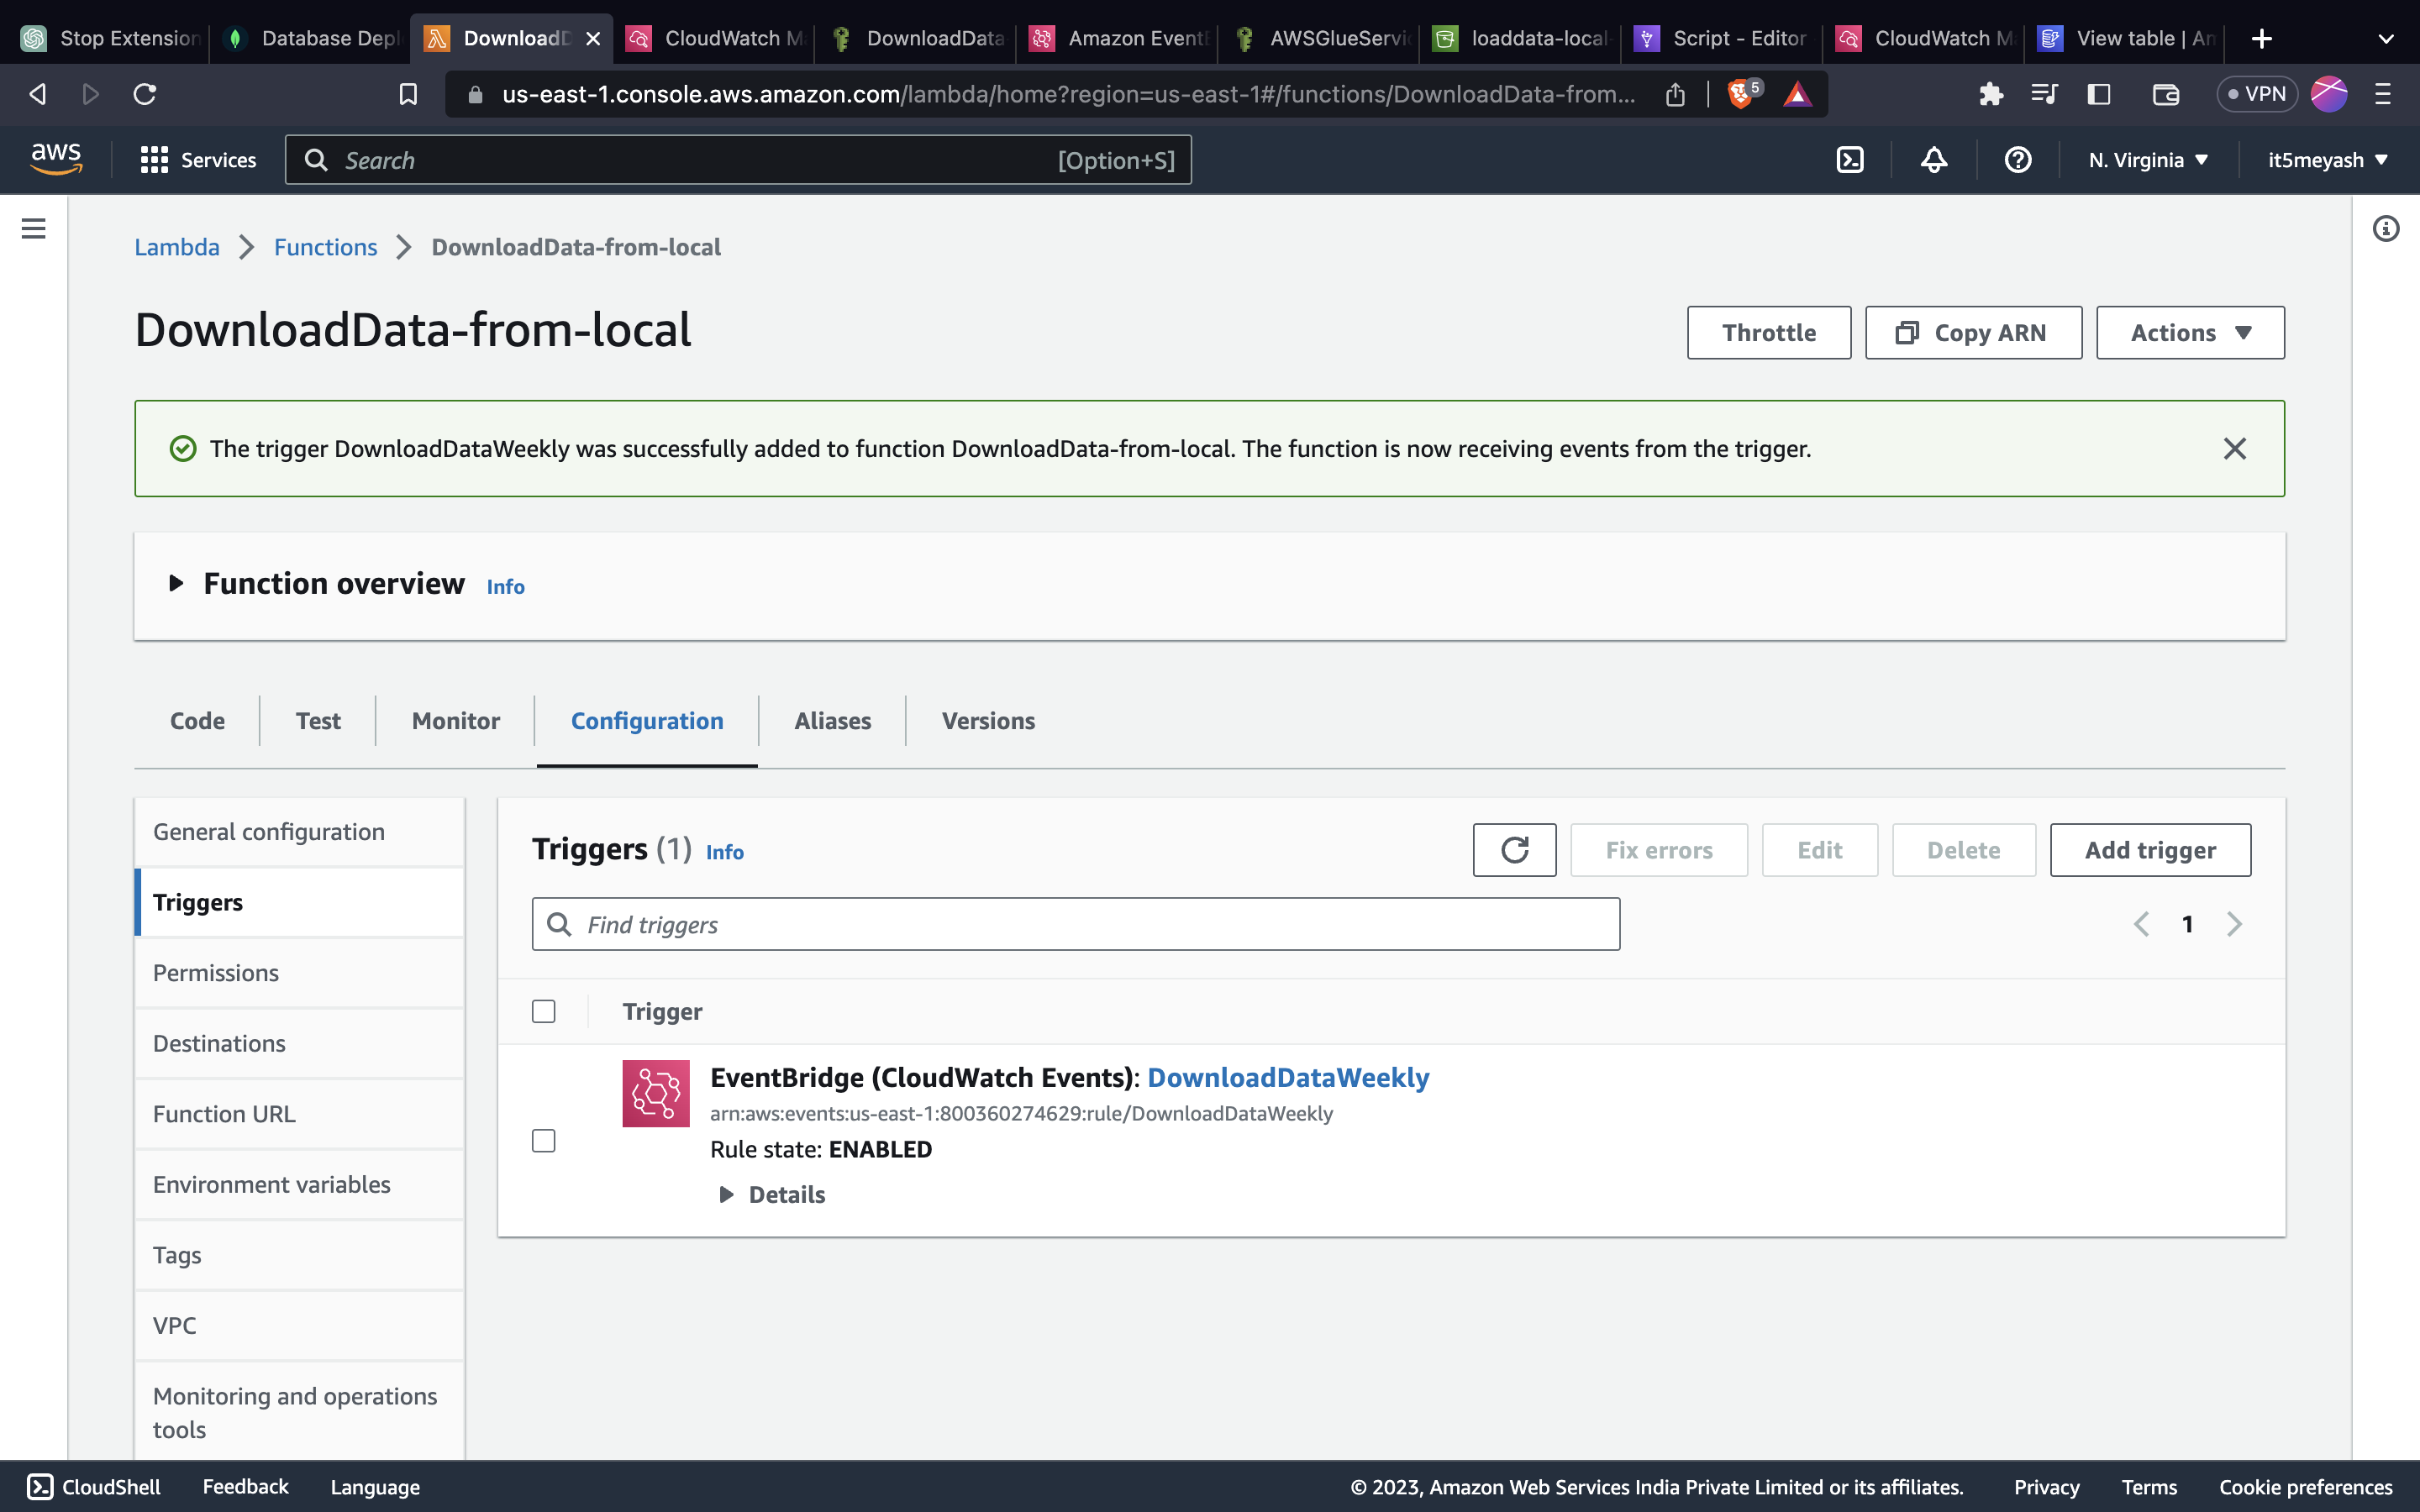 Stop Extension
Database Depl
DownloadD
CloudWatch M
DownloadData
Amazon Event
AWSGlueServi
loaddata-local-
Script - Editor
CloudWatch M
View table | Am
us-east-1.console.aws.amazon.com/lambda/home?region=us-east-1#/functions/DownloadData-from...
5
VPN
aws
Services
Search
[Option+S]
N. Virginia
it5meyash
Lambda
Functions
DownloadData-from-local
DownloadData-from-local
Throttle
Copy ARN
Actions
The trigger DownloadDataWeekly was successfully added to function DownloadData-from-local. The function is now receiving events from the trigger.
Function overview Info
Code
Test
Monitor
Configuration
Aliases
Versions
General configuration
Triggers
Permissions
Destinations
Function URL
Environment variables
Tags
VPC
Monitoring and operations
tools
Triggers (1) Info
Fix errors
Edit
Delete
Add trigger
Find triggers
1
Trigger
EventBridge (CloudWatch Events): DownloadDataWeekly
arn:aws:events:us-east-1:800360274629:rule/DownloadDataWeekly
Rule state: ENABLED
Details
CloudShell
Feedback
Language
© 2023, Amazon Web Services India Private Limited or its affiliates.
Privacy
Terms
Cookie preferences